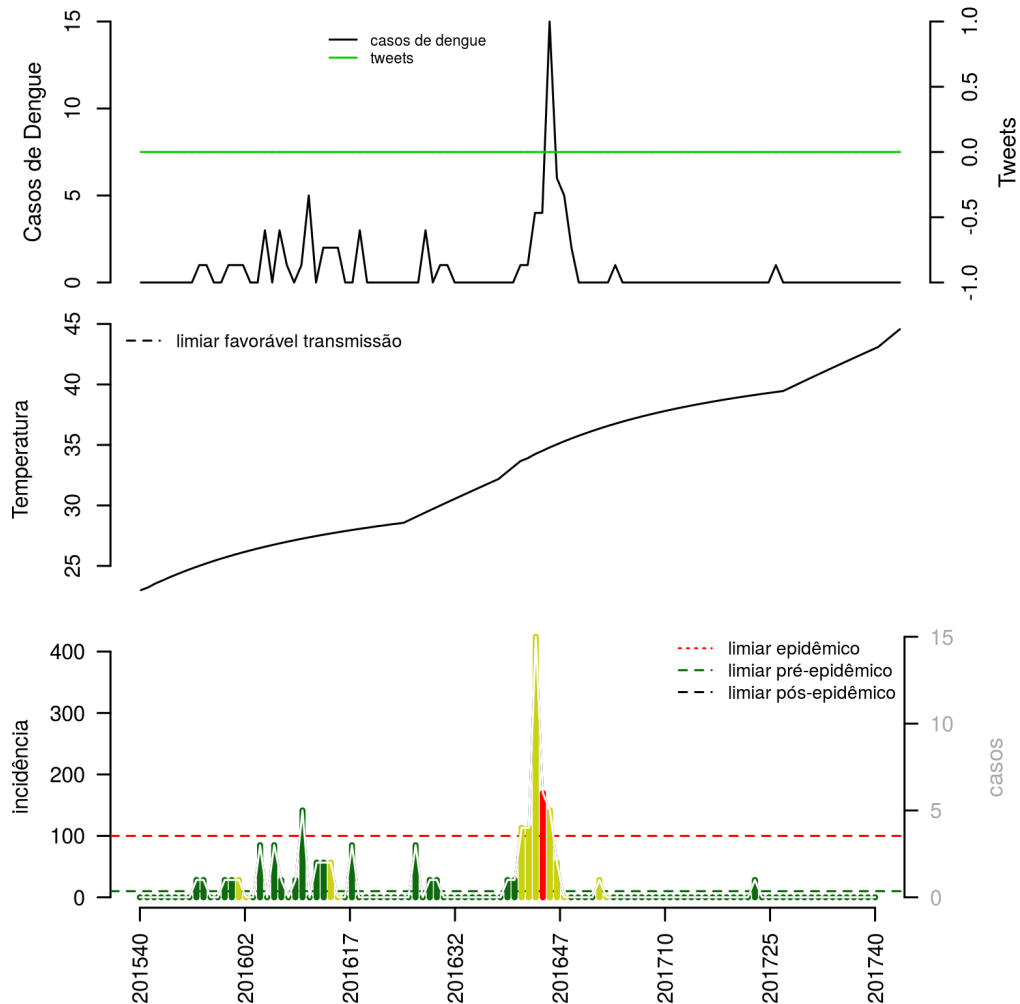 casos de dengue
tweets
Casos de Dengue
15
10
5
0
1.0
0.5
0.0
-0.5
-1.0
Tweets
limiar favorável transmissão
Temperatura
45
40
35
30
25
limiar epidêmico
limiar pré-epidêmico
limiar pós-epidêmico
incidência
400
300
200
100
0
15
10
5
0
casos
201540
201602
201617
201632
201647
201710
201725
201740